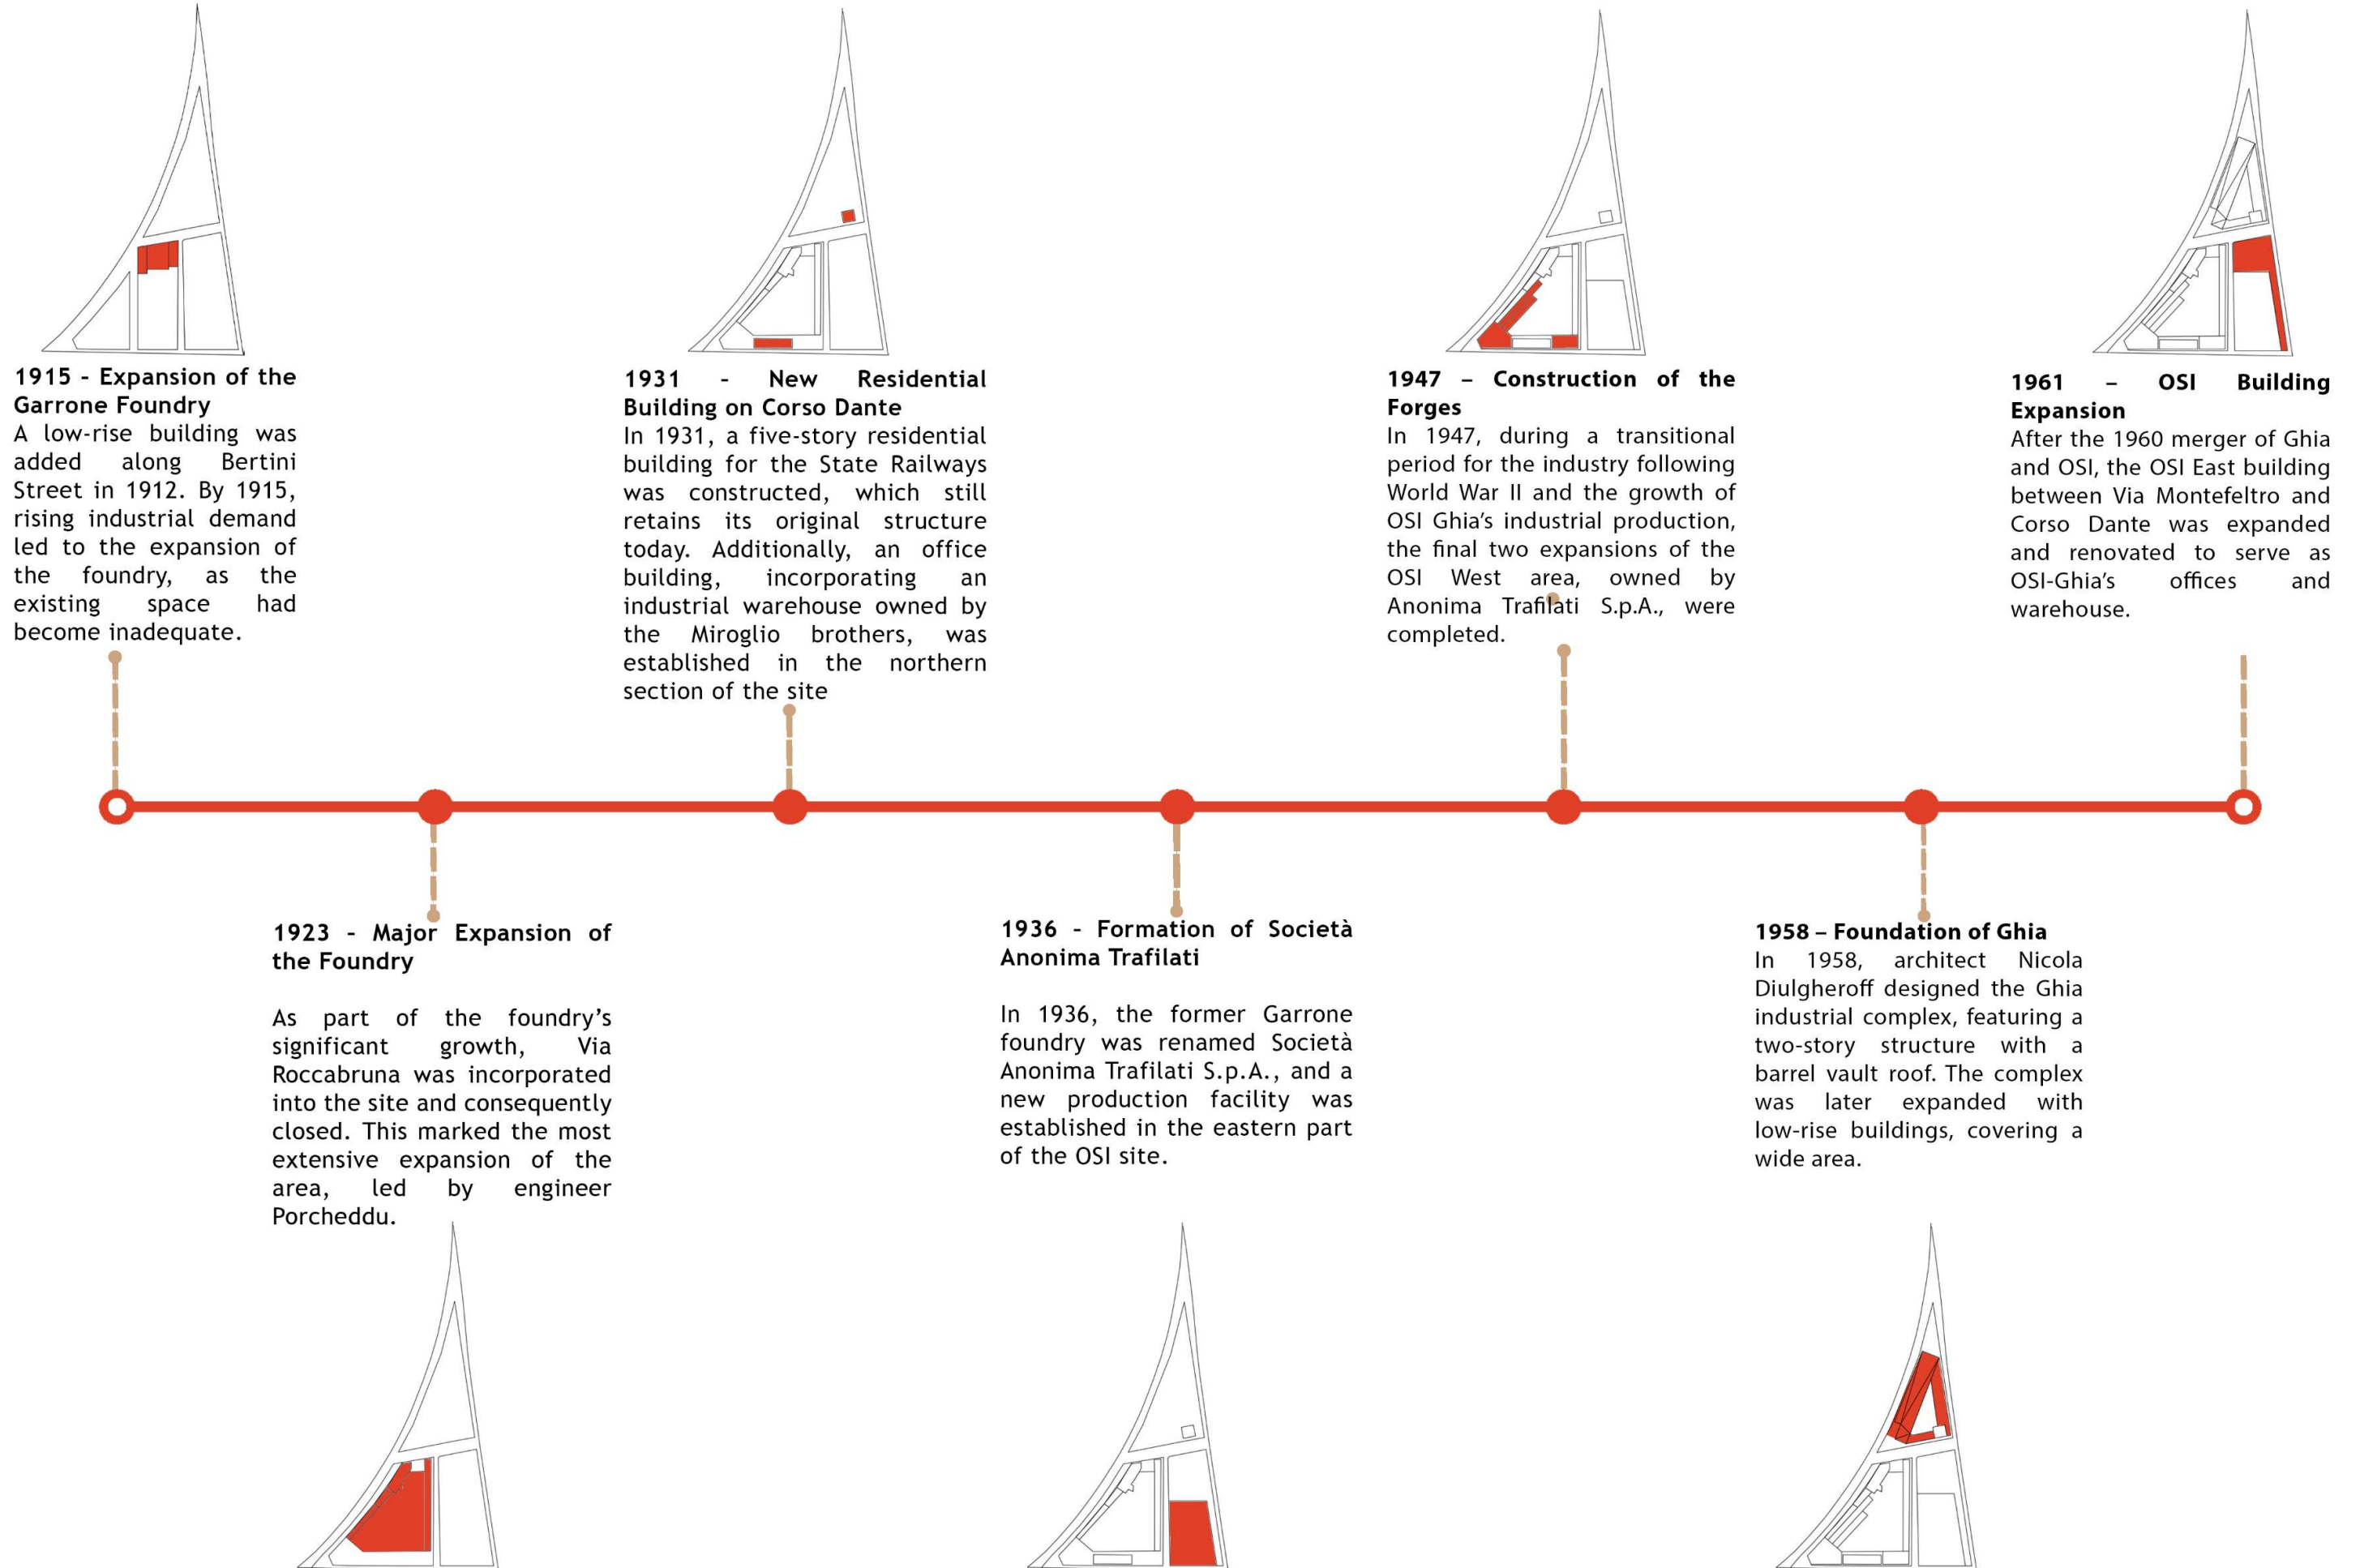 1915 - Expansion of the
Garrone Foundry
A low-rise building was
added along Bertini
Street in 1912. By 1915,
rising industrial demand
led to the expansion of
the foundry, as the
existing space had
become inadequate.
1931 - New Residential
Building on Corso Dante
In 1931, a five-story residential
building for the State Railways
was constructed, which still
retains its original structure
today. Additionally, an office
building, incorporating an
industrial warehouse owned by
the Miroglio brothers, was
established in the northern
section of the site
1947 – Construction of the
Forges
In 1947, during a transitional
period for the industry following
World War II and the growth of
OSI Ghia’s industrial production,
the final two expansions of the
OSI West area, owned by
Anonima Trafilati S.p.A., were
completed.
1961 – OSI Building
Expansion
After the 1960 merger of Ghia
and OSI, the OSI East building
between Via Montefeltro and
Corso Dante was expanded
and renovated to serve as
OSI-Ghia’s offices and
warehouse.
1923 - Major Expansion of
the Foundry
As part of the foundry’s
significant growth, Via
Roccabruna was incorporated
into the site and consequently
closed. This marked the most
extensive expansion of the
area, led by engineer
Porcheddu.
1936 - Formation of Società
Anonima Trafilati
In 1936, the former Garrone
foundry was renamed Società
Anonima Trafilati S.p.A., and a
new production facility was
established in the eastern part
of the OSI site.
1958 – Foundation of Ghia
In 1958, architect Nicola
Diulgheroff designed the Ghia
industrial complex, featuring a
two-story structure with a
barrel vault roof. The complex
was later expanded with
low-rise buildings, covering a
wide area.